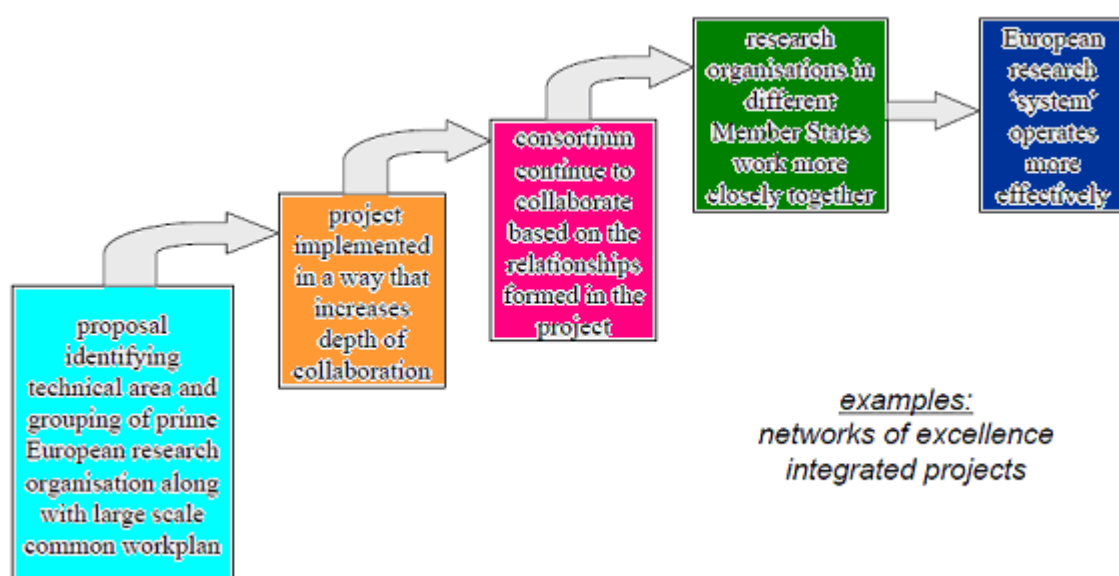 proposal
identifying
technical area and
grouping of prime
European research
organisation along
with large scale
common workplan
project
implemented
in a way that
increases
depth of
collaboration
consortium
continue to
collaborate
based on the
relationships
formed in the
project
research
organisations in
different
Member States
work more
closely together
European
research
‘system‘
operates
more
effectively
examples:
networks of excellence
integrated projects